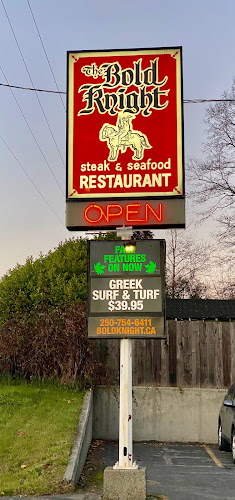 The Bold
Knight
steak & seafood
RESTAURANT
OPEN
FALL
FEATURES
ON NOW
GREEK
SURF & TURF
$39.95
250-754-6411
BOLDKNIGHT.CA